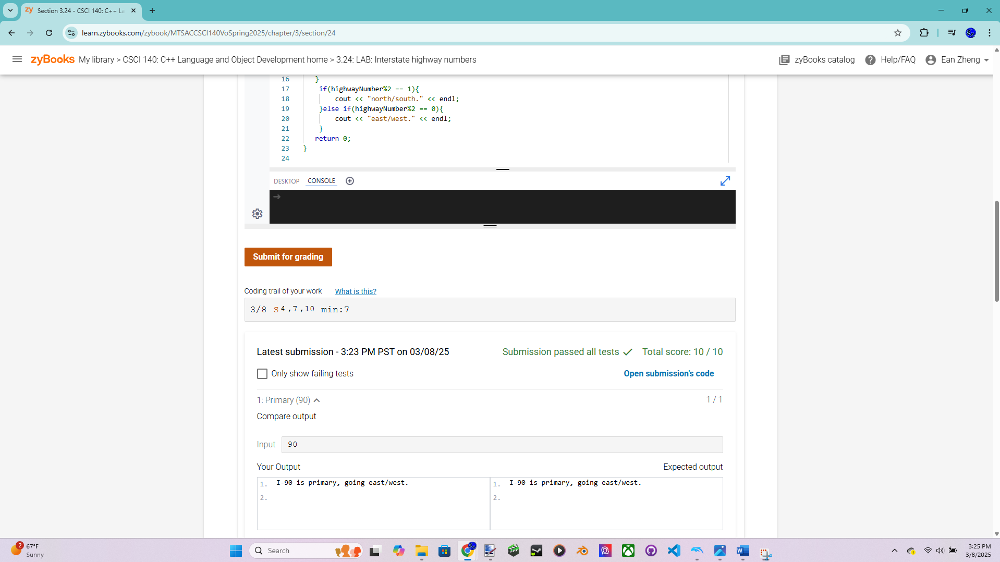 Section 3.24 - CSCI 140: C++ La
learn.zybooks.com/zybook/MTSACCSCI140VoSpring2025/chapter/3/section/24
zyBooks My library > CSCI 140: C++ Language and Object Development home > 3.24: LAB: Interstate highway numbers
zyBooks catalog
Help/FAQ
Ean Zheng
16 }
17 if(highwayNumber%2 == 1){
18 cout << "north/south." << endl;
19 }else if(highwayNumber%2 == 0){
20 cout << "east/west." << endl;
21 }
22 return 0;
23 }
24
DESKTOP CONSOLE
Submit for grading
Coding trail of your work What is this?
3/8 S 4,7,10 min:7
Latest submission - 3:23 PM PST on 03/08/25
Submission passed all tests Total score: 10 / 10
Only show failing tests
Open submission's code
1: Primary (90)
1 / 1
Compare output
Input 90
Your Output
Expected output
1. I-90 is primary, going east/west.
2.
1. I-90 is primary, going east/west.
2.
2
67°F
Sunny
Search
3:25 PM
3/8/2025